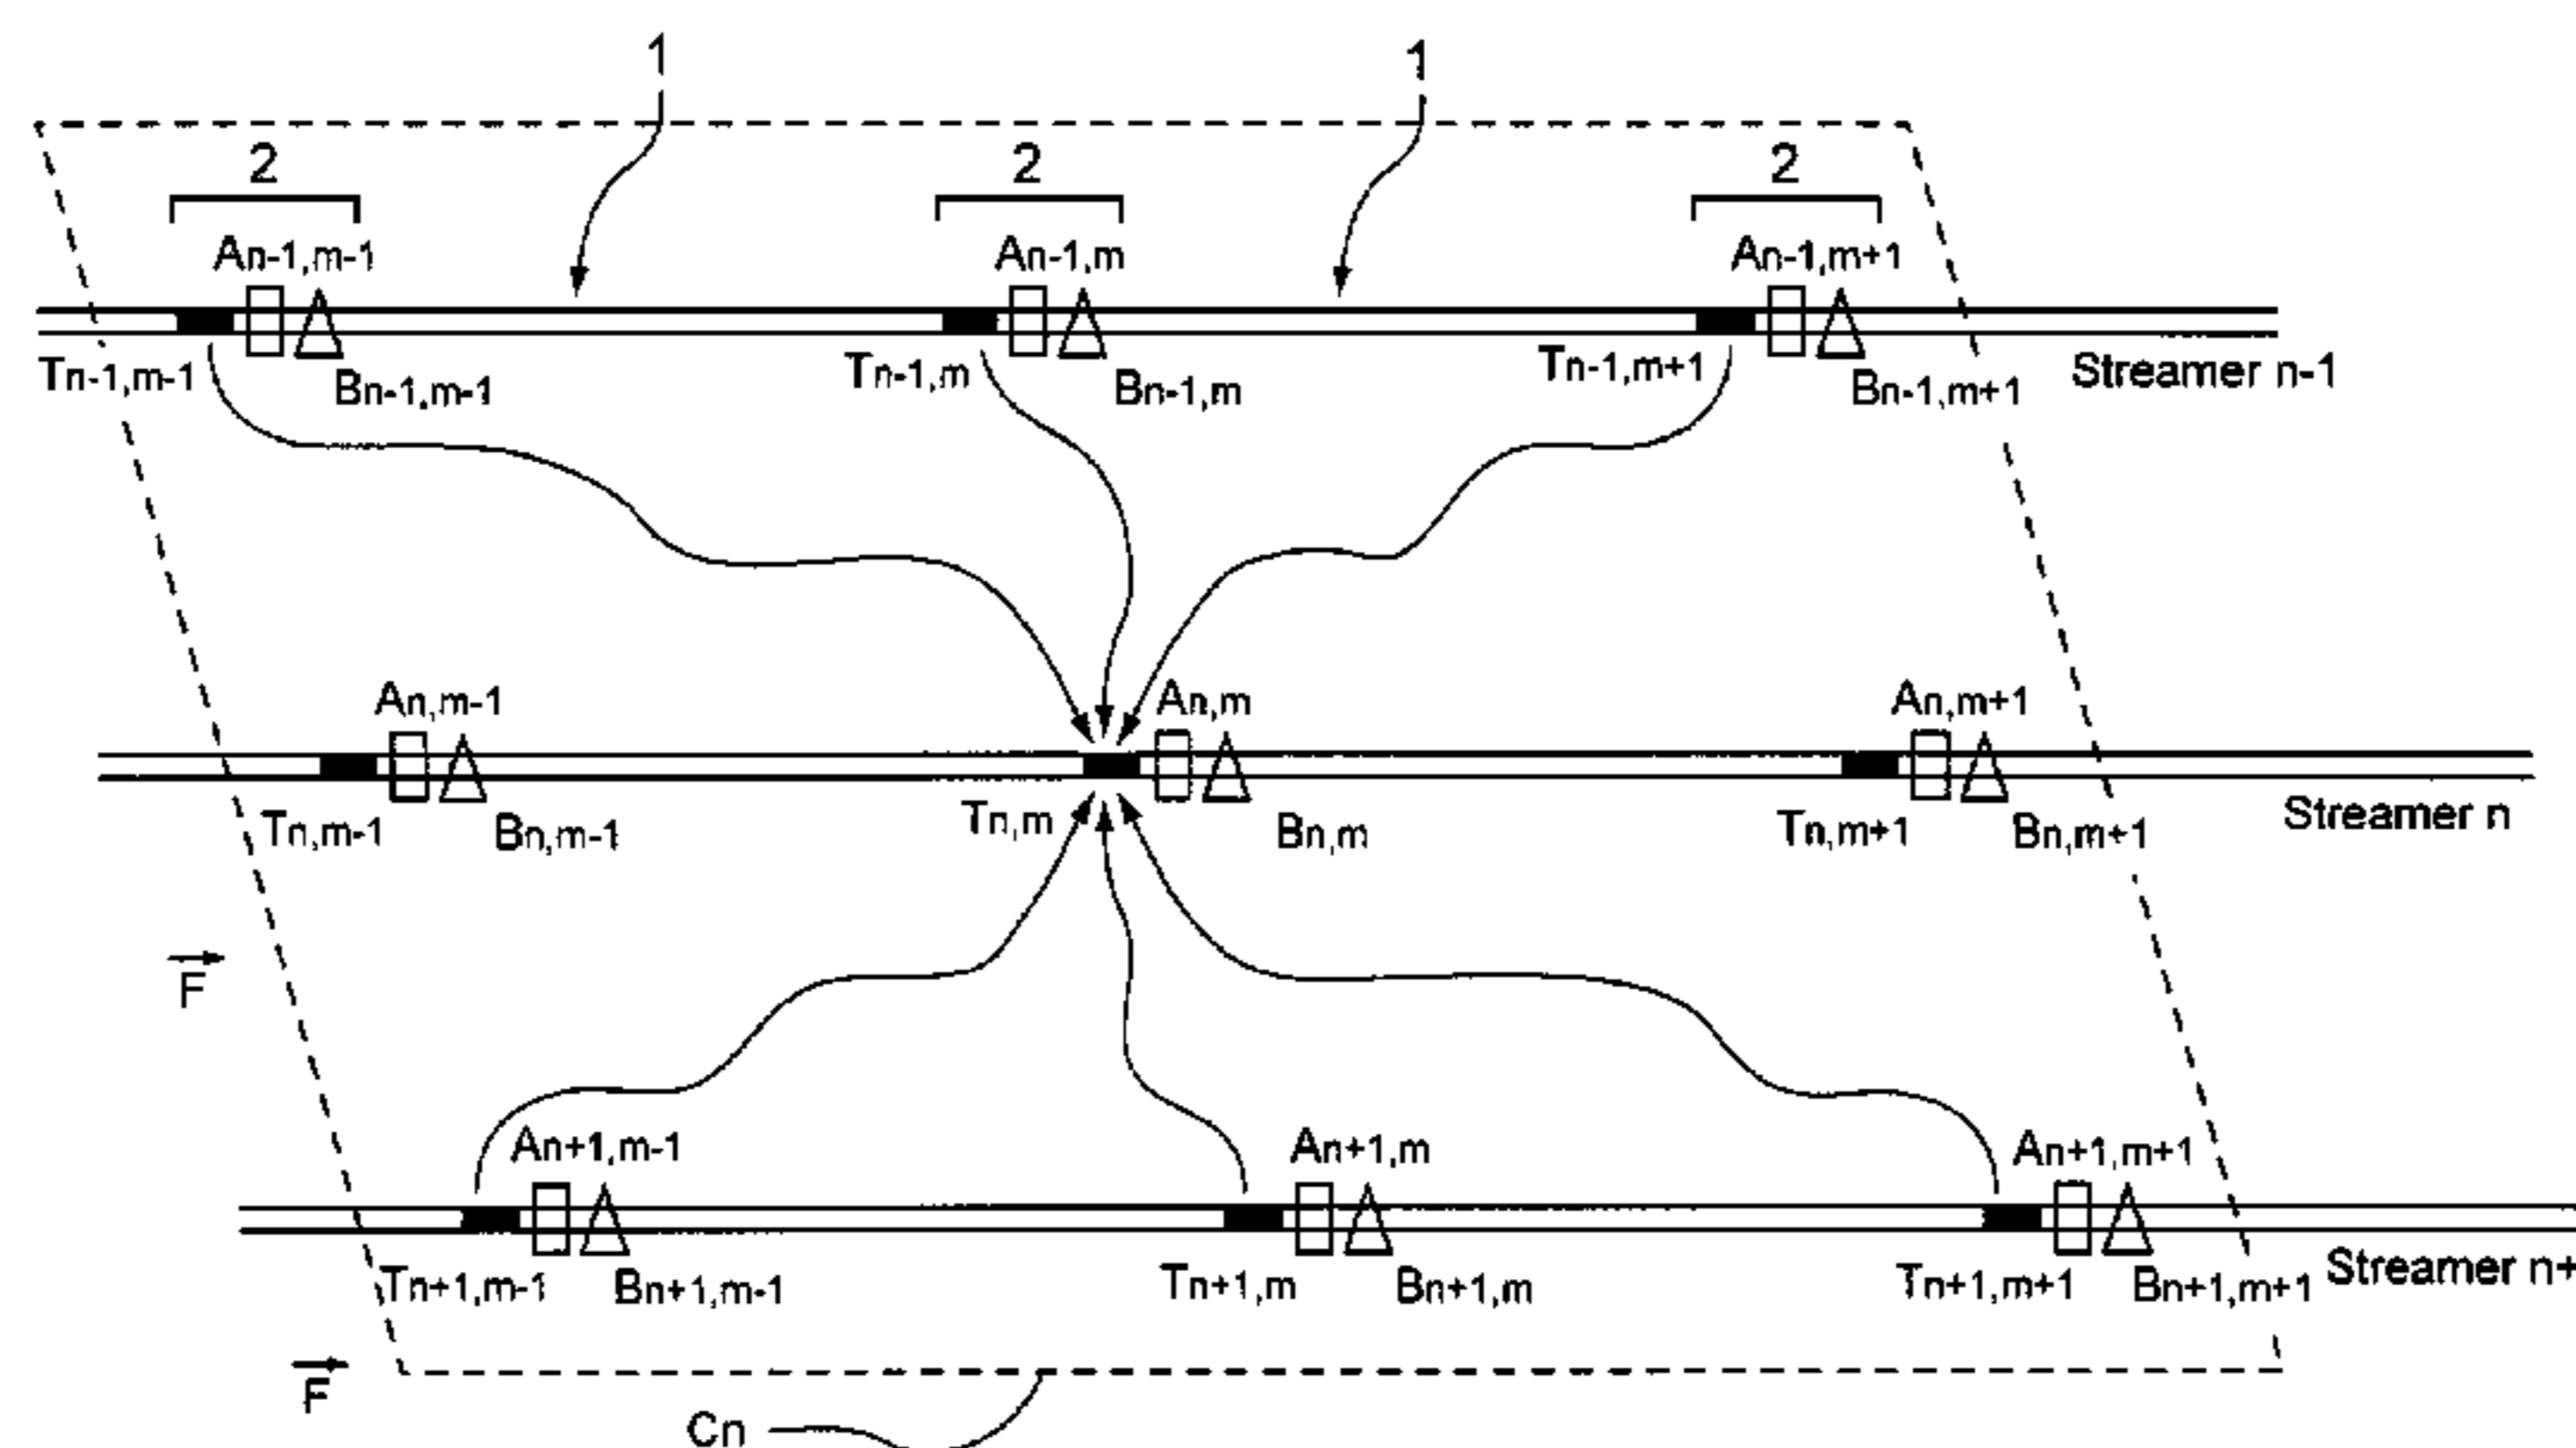 1 1
2 2 2
An-1,m-1 An-1,m An-1,m+1
Tn-1,m-1 Bn-1,m-1 Tn-1,m Bn-1,m Tn-1,m+1 Bn-1,m+1 Streamer n-1
An,m-1 An,m An,m+1
Tn,m-1 Bn,m-1 Tn,m Bn,m Tn,m+1 Bn,m+1 Streamer n
F
An+1,m-1 An+1,m An+1,m+1
Tn+1,m-1 Bn+1,m-1 Tn+1,m Bn+1,m Tn+1,m+1 Bn+1,m+1 Streamer n+
F
Cn